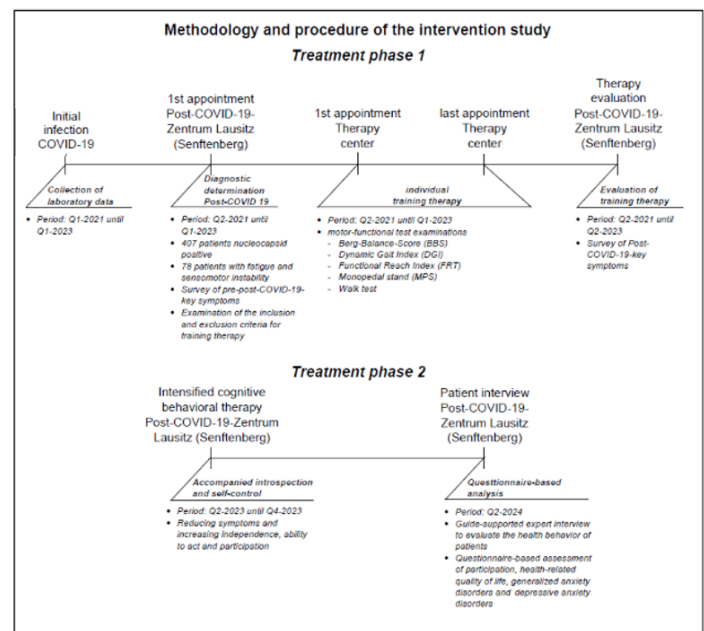 Methodology and procedure of the intervention study
Treatment phase 1
Initial
infection
COVID-19
1st appointment
Post-COVID-19-
Zentrum Lausitz
(Senftenberg)
1st appointment
Therapy
center
last appointment
Therapy
center
Therapy
evaluation
Post-COVID-19-
Zentrum Lausitz
(Senftenberg)
Collection of
laboratory data
• Period: Q1-2021 until
Q1-2023
Diagnostic
determination
Post-COVID 19
• Period: Q2-2021 until
Q1-2023
• 407 patients nucleocapsid
positive
• 78 patients with fatigue and
sensomotor instability
• Survey of pre-post-COVID-19-
key symptoms
• Examination of the inclusion
and exclusion criteria for
training therapy
individual
training therapy
• Period: Q2-2021 until Q1-2023
• motor-functional test examinations
- Berg-Balance-Score (BBS)
- Dynamic Gait Index (DGI)
- Functional Reach Index (FRT)
- Monopedal stand (MPS)
- Walk test
Evaluation of
training therapy
• Period: Q2-2021 until
Q2-2023
• Survey of Post-
COVID-19-key
symptoms
Treatment phase 2
Intensified cognitive
behavioral therapy
Post-COVID-19-Zentrum
Lausitz (Senftenberg)
Patient interview
Post-COVID-19-
Zentrum Lausitz
(Senftenberg)
Accompanied introspection
and self-control
• Period: Q2-2023 until Q4-2023
• Reducing symptoms and
increasing independence, ability
to act and participation
Questtionnaire-based
analysis
• Period: Q2-2024
• Guide-supported expert interview
to evaluate the health behavior of
patients
• Questionnaire-based assessment
of participation, health-related
quality of life, generalized anxiety
disorders and depressive anxiety
disorders